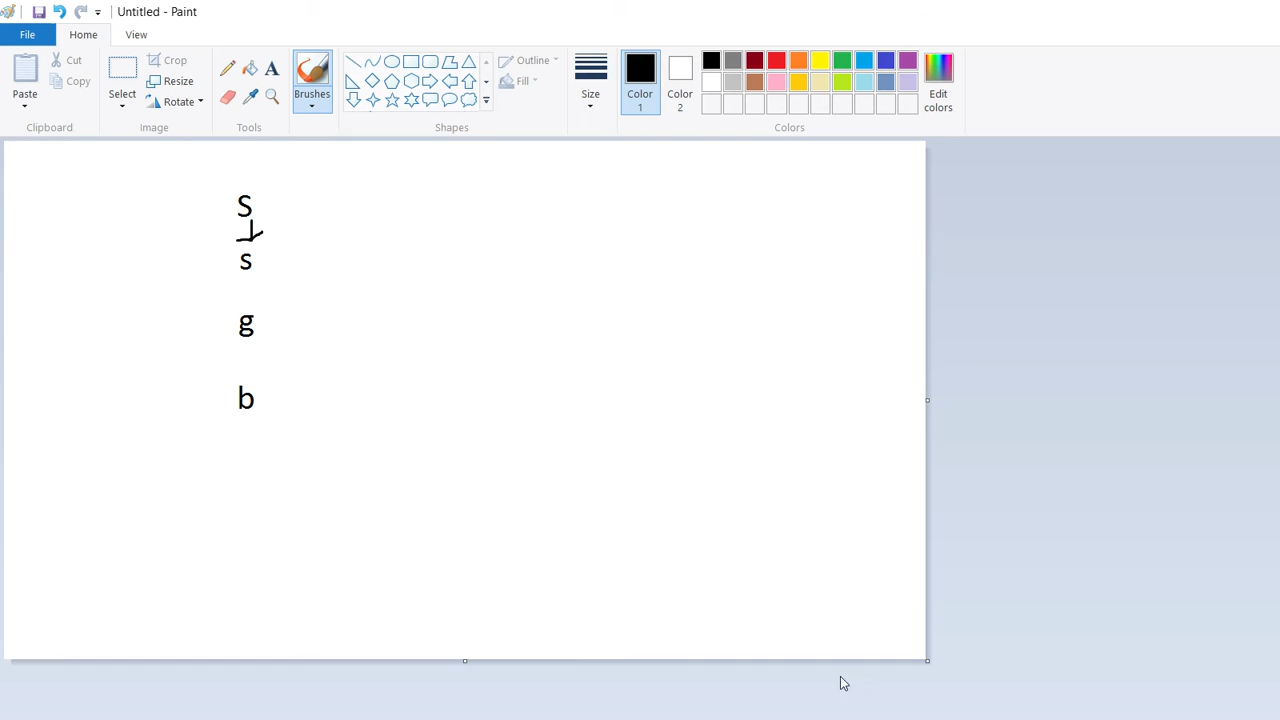 Untitled - Paint
File Home View
Paste
Cut
Copy
Clipboard
Select
Crop
Resize
Rotate
Image
A
Tools
Brushes
Outline
Fill
Shapes
Size
Color 1
Color 2
Edit colors
Colors
S
s
g
b